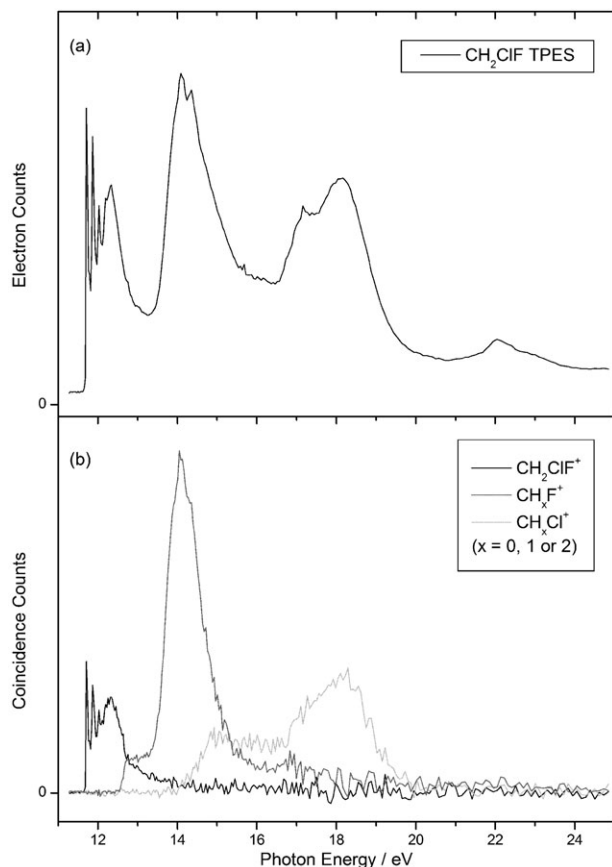 (a)
CH₂ClF TPES
Electron Counts
0
(b)
CH₂ClF⁺
CHₓF⁺
CHₓCl⁺
(x = 0, 1 or 2)
Coincidence Counts
0
12 14 16 18 20 22 24
Photon Energy / eV